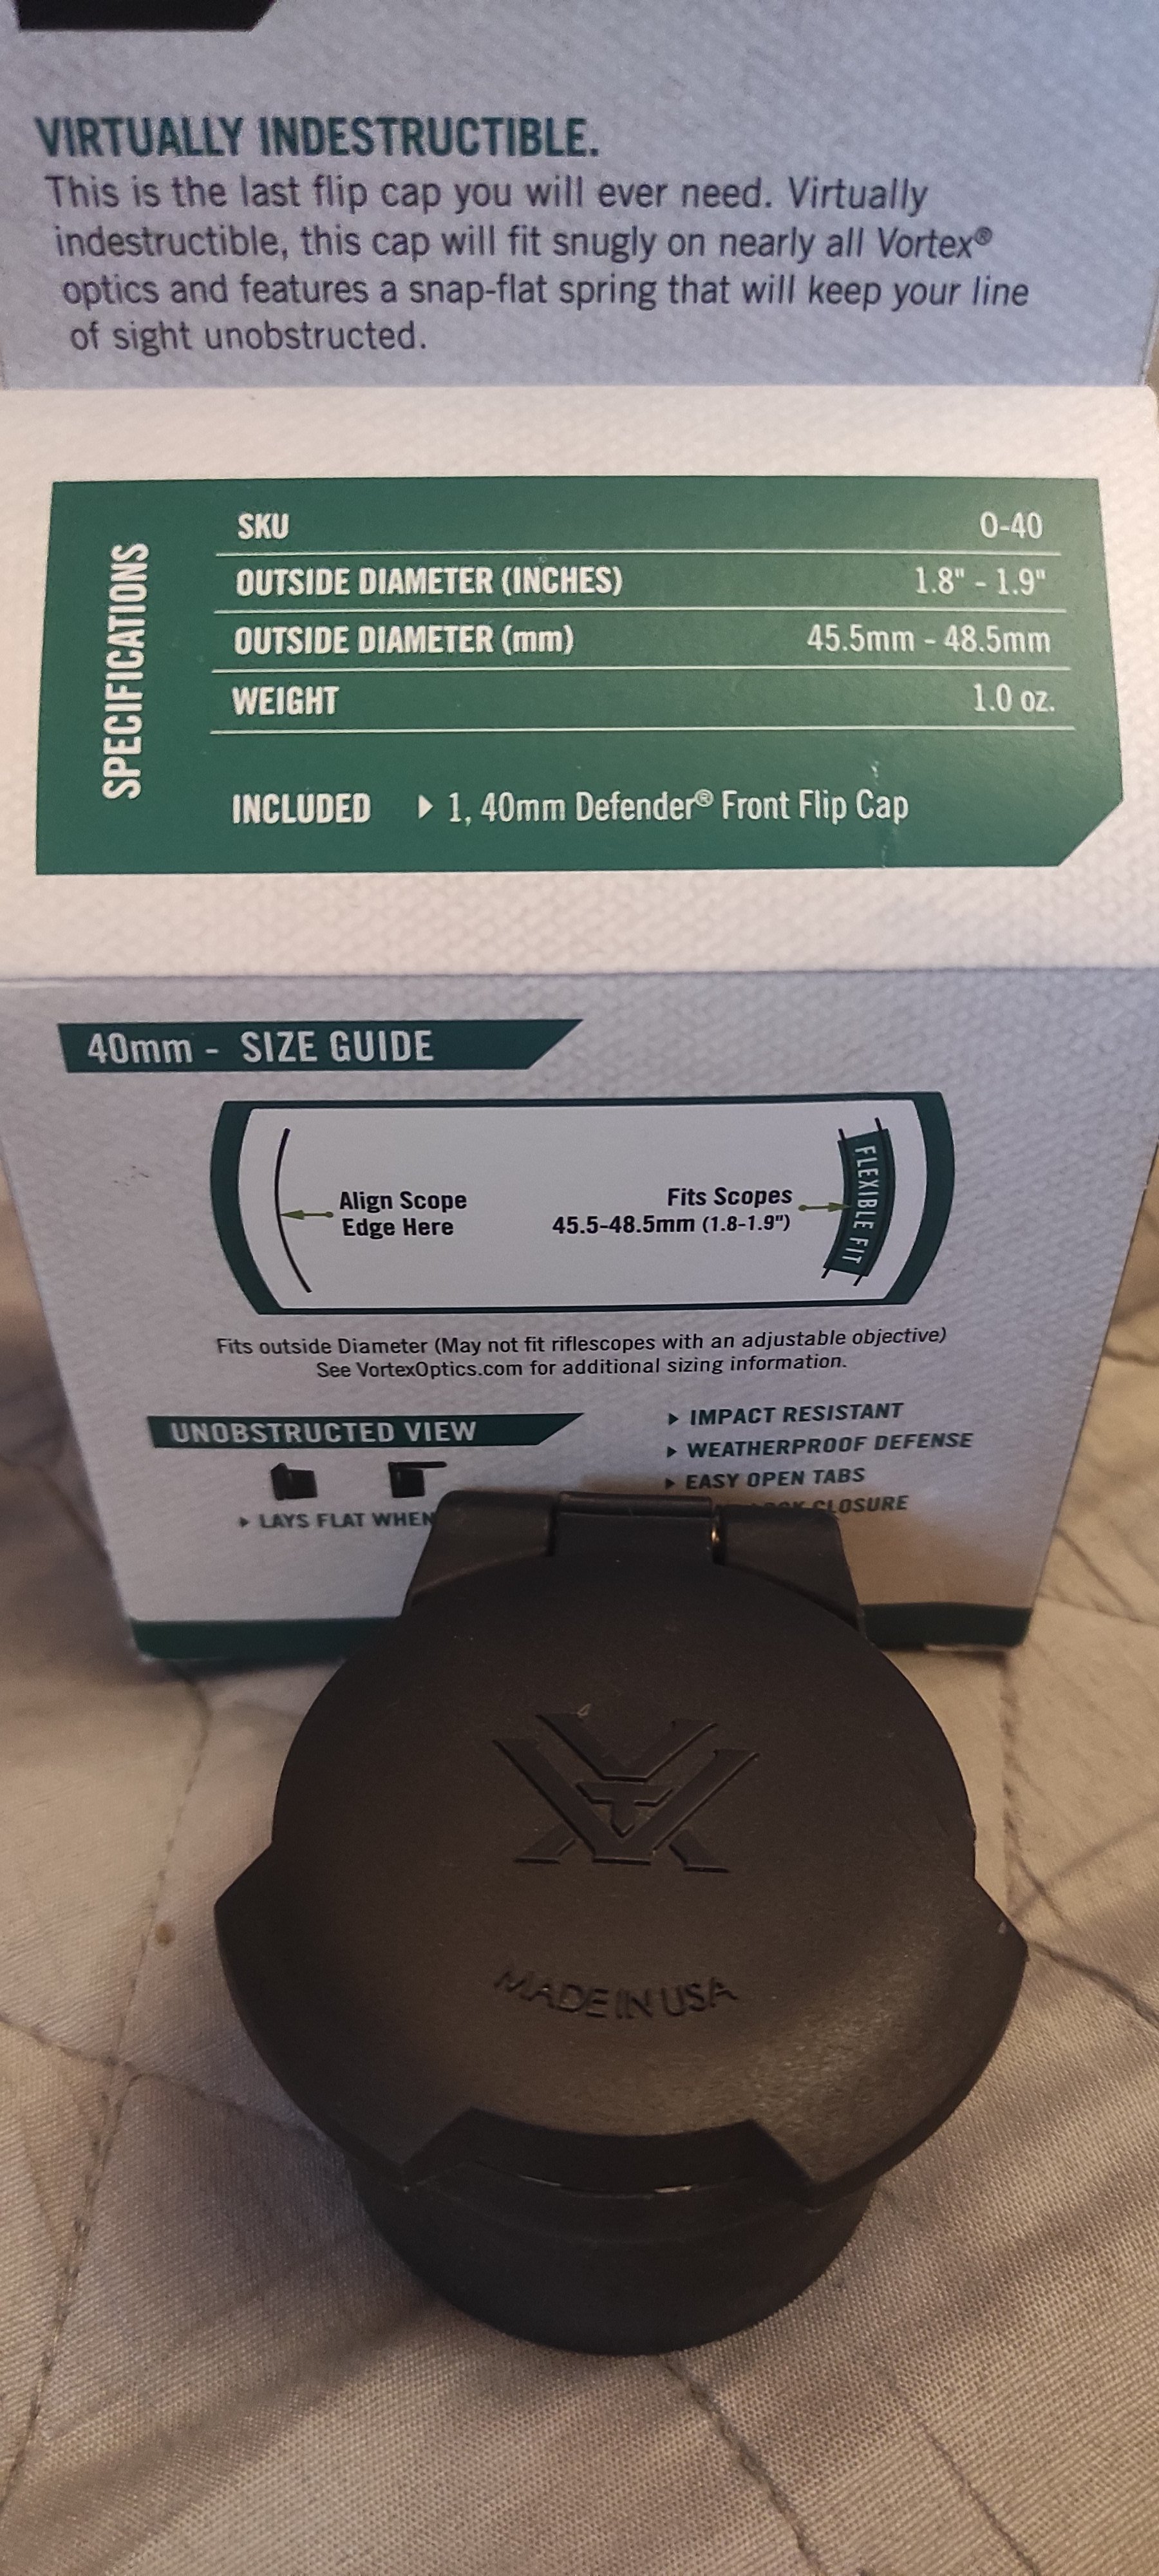 VIRTUALLY INDESTRUCTIBLE.
This is the last flip cap you will ever need. Virtually
indestructible, this cap will fit snugly on nearly all Vortex®
optics and features a snap-flat spring that will keep your line
of sight unobstructed.
SPECIFICATIONS
SKU 0-40
OUTSIDE DIAMETER (INCHES) 1.8" - 1.9"
OUTSIDE DIAMETER (mm) 45.5mm - 48.5mm
WEIGHT 1.0 oz.
INCLUDED ▶ 1, 40mm Defender® Front Flip Cap
40mm - SIZE GUIDE
Align Scope
Edge Here
Fits Scopes
45.5-48.5mm (1.8-1.9")
FLEXIBLE FIT
Fits outside Diameter (May not fit riflescopes with an adjustable objective)
See VortexOptics.com for additional sizing information.
UNOBSTRUCTED VIEW
▸ LAYS FLAT WHEN
▸ IMPACT RESISTANT
▸ WEATHERPROOF DEFENSE
▸ EASY OPEN TABS
CLOSURE
MADE IN USA